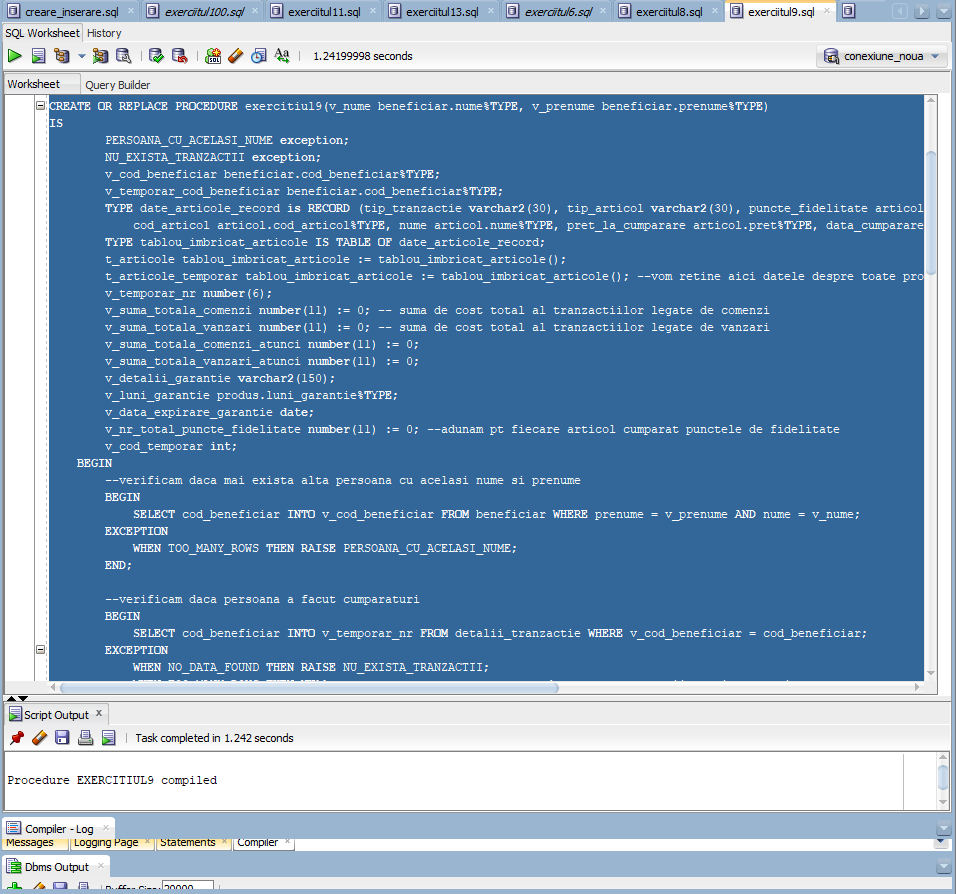 creare_inserare.sql × exerciitul100.sql × exerciitul11.sql × exerciitul13.sql × exerciitul6.sql × exerciitul8.sql × exerciitul9.sql ×
SQL Worksheet History
1.24199998 seconds conexiune_noua
Worksheet Query Builder
CREATE OR REPLACE PROCEDURE exercitiul9(v_nume beneficiar.nume%TYPE, v_prenume beneficiar.prenume%TYPE)
IS
PERSOANA_CU_ACELASI_NUME exception;
NU_EXISTA_TRANZACTII exception;
v_cod_beneficiar beneficiar.cod_beneficiar%TYPE;
v_temporar_cod_beneficiar beneficiar.cod_beneficiar%TYPE;
TYPE date_articole_record is RECORD (tip_tranzactie varchar2(30), tip_articol varchar2(30), puncte_fidelitate articol
cod_articol articol.cod_articol%TYPE, nume articol.nume%TYPE, pret_la_cumparare articol.pret%TYPE, data_cumparare
TYPE tablou_imbricat_articole IS TABLE OF date_articole_record;
t_articole tablou_imbricat_articole := tablou_imbricat_articole();
t_articole_temporar tablou_imbricat_articole := tablou_imbricat_articole(); --vom retine aici datele despre toate pro
v_temporar_nr number(6);
v_suma_totala_comenzi number(11) := 0; -- suma de cost total al tranzactiilor legate de comenzi
v_suma_totala_vanzari number(11) := 0; -- suma de cost total al tranzactiilor legate de vanzari
v_suma_totala_comenzi_atunci number(11) := 0;
v_suma_totala_vanzari_atunci number(11) := 0;
v_detalii_garantie varchar2(150);
v_luni_garantie produs.luni_garantie%TYPE;
v_data_expirare_garantie date;
v_nr_total_puncte_fidelitate number(11) := 0; --adunam pt fiecare articol cumparat punctele de fidelitate
v_cod_temporar int;
BEGIN
--verificam daca mai exista alta persoana cu acelasi nume si prenume
BEGIN
SELECT cod_beneficiar INTO v_cod_beneficiar FROM beneficiar WHERE prenume = v_prenume AND nume = v_nume;
EXCEPTION
WHEN TOO_MANY_ROWS THEN RAISE PERSOANA_CU_ACELASI_NUME;
END;
--verificam daca persoana a facut cumparaturi
BEGIN
SELECT cod_beneficiar INTO v_temporar_nr FROM detalii_tranzactie WHERE v_cod_beneficiar = cod_beneficiar;
EXCEPTION
WHEN NO_DATA_FOUND THEN RAISE NU_EXISTA_TRANZACTII;
Script Output ×
Task completed in 1.242 seconds
Procedure EXERCITIUL9 compiled
Compiler - Log ×
Messages Logging Page × Statements × Compiler ×
Dbms Output ×
Buffer Size: 20000